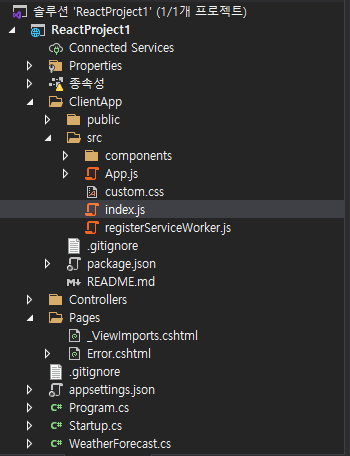 솔루션 'ReactProject1' (1/1개 프로젝트)
ReactProject1
Connected Services
Properties
종속성
ClientApp
public
src
components
App.js
custom.css
index.js
registerServiceWorker.js
.gitignore
package.json
README.md
Controllers
Pages
_ViewImports.cshtml
Error.cshtml
.gitignore
appsettings.json
C# Program.cs
C# Startup.cs
C# WeatherForecast.cs